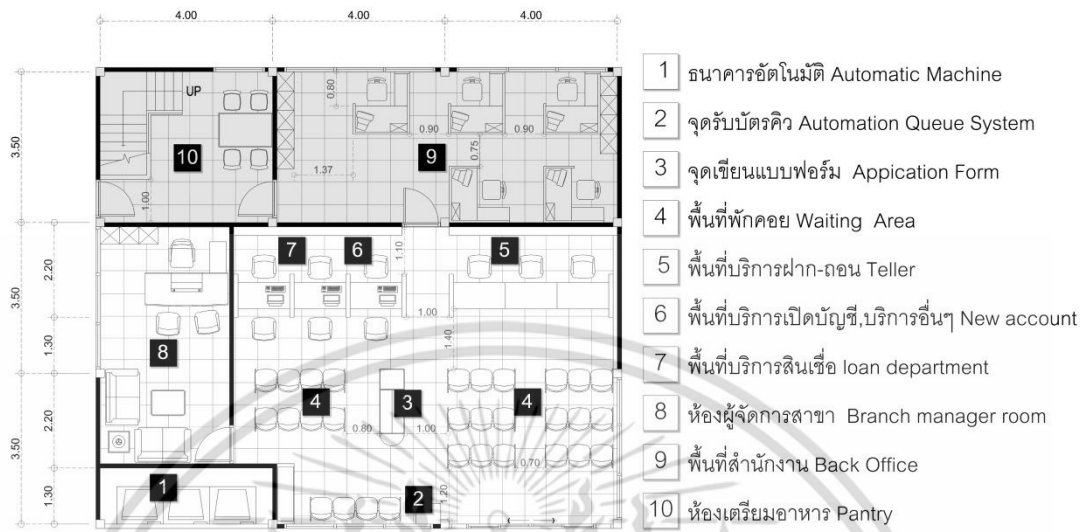 4.00 4.00 4.00
3.50
3.50
3.50
2.20
1.30
2.20
1.30
UP
10
1.00
0.80
0.90 0.90
0.75
9
1.37
7 6 5
1.10
1.00
1.40
8
4 3 4
0.80 1.00
0.70
1
2
1.20
1 ธนาคารอัตโนมัติ Automatic Machine
2 จุดรับบัตรคิว Automation Queue System
3 จุดเขียนแบบฟอร์ม Appication Form
4 พื้นที่พักคอย Waiting Area
5 พื้นที่บริการฝาก-ถอน Teller
6 พื้นที่บริการเปิดบัญชี,บริการอื่นๆ New account
7 พื้นที่บริการสินเชื่อ loan department
8 ห้องผู้จัดการสาขา Branch manager room
9 พื้นที่สำนักงาน Back Office
10 ห้องเตรียมอาหาร Pantry